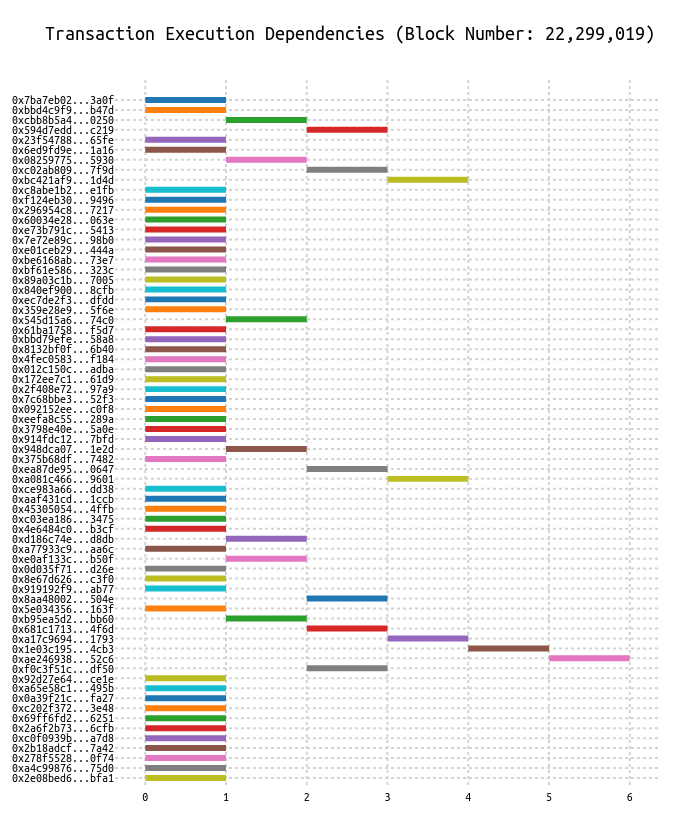 Transaction Execution Dependencies (Block Number: 22,299,019)
0x7ba7eb02...3a0f
0xbbd4c9f9...b47d
0xcbb8b5a4...0250
0x594d7edd...c219
0x23f54788...65fe
0x6ed9fd9e...1a16
0x08259775...5930
0xc02ab809...7f9d
0xbc421af9...1d4d
0xc8abe1b2...e1fb
0xf124eb30...9496
0x296954c8...7217
0x60034e28...063e
0xe73b791c...5413
0x7e72e89c...98b0
0xe01ceb29...444a
0xbe6168ab...73e7
0xbf61e586...323c
0x89a03c1b...7005
0x840ef900...8cfb
0xec7de2f3...dfdd
0x359e28e9...5f6e
0x545d15a6...74c0
0x61ba1758...f5d7
0xbbd79efe...58a8
0x8132bf0f...6b40
0x4fec0583...f184
0x012c150c...adba
0x172ee7c1...61d9
0x2f408e72...97a9
0x7c68bbe3...52f3
0x092152ee...c0f8
0xeefa8c55...289a
0x3798e40e...5a0e
0x914fdc12...7bfd
0x948dca07...1e2d
0x375b68df...7482
0xea87de95...0647
0xa081c466...9601
0xce983a66...dd38
0xaaf431cd...1ccb
0x45305054...4ffb
0xc03ea186...3475
0x4e6484c0...b3cf
0xd186c74e...d8db
0xa77933c9...aa6c
0xe0af133c...b50f
0x0d035f71...d26e
0x8e67d626...c3f0
0x919192f9...ab77
0x8aa48002...504e
0x5e034356...163f
0xb95ea5d2...bb60
0x681c1713...4f6d
0xa17c9694...1793
0x1e03c195...4cb3
0xae246938...52c6
0xf0c3f51c...df50
0x92d27e64...ce1e
0xa65e58c1...495b
0x0a39f21c...fa27
0xc202f372...3e48
0x69ff6fd2...6251
0x2a6f2b73...6cfb
0xc0f0939b...a7d8
0x2b18adcf...7a42
0x278f5528...0f74
0xa4c99876...75d0
0x2e08bed6...bfa1
0 1 2 3 4 5 6